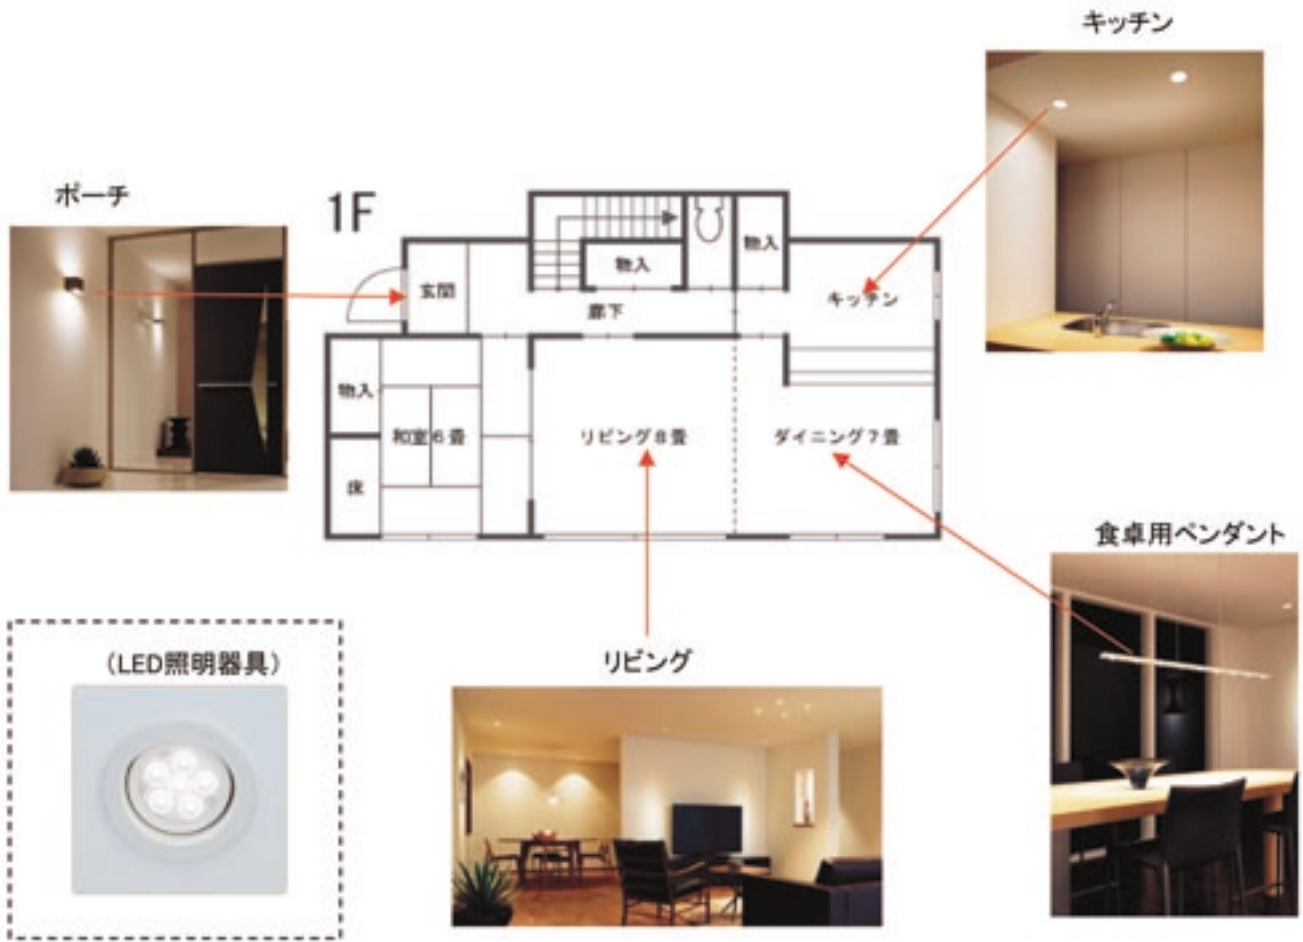 キッチン
ポーチ
1F
物入
物入
玄関
キッチン
廊下
物入
和室6畳
リビング8畳
ダイニング7畳
床
食卓用ペンダント
(LED照明器具)
リビング